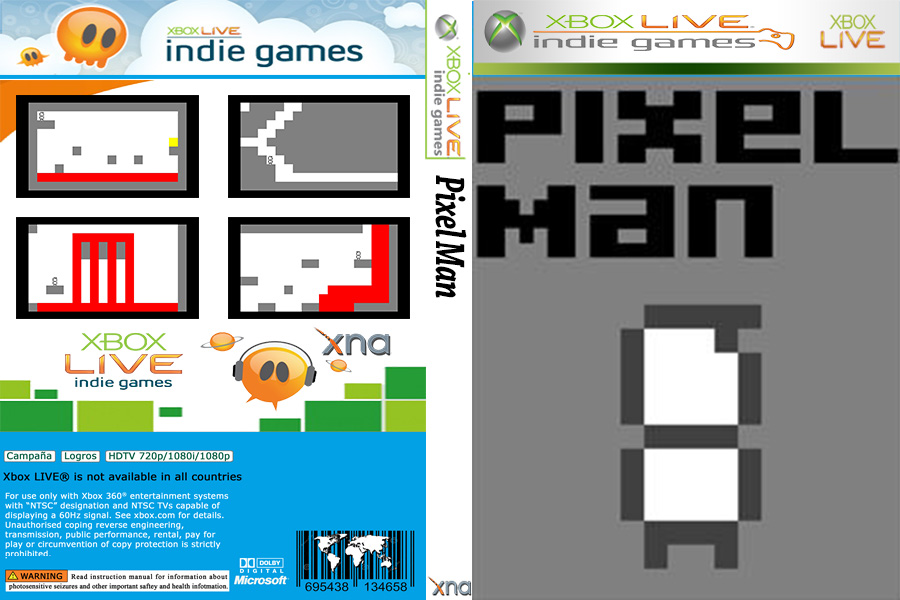 XBOX LIVE
indie games
XBOX LIVE
indie games
Pixel Man
xna
XBOX LIVE
indie games
XBOX
LIVE
PIXEL
MAN
XBOX
LIVE
indie games
xna
Campaña Logros HDTV 720p/1080i/1080p
Xbox LIVE® is not available in all countries
For use only with Xbox 360® entertainment systems
with "NTSC" designation and NTSC TVs capable of
displaying a 60Hz signal. See xbox.com for details.
Unauthorised coping reverse engineering,
transmission, public performance, rental, pay for
play or circumvention of copy protection is strictly
prohibited.
WARNING Read instruction manual for information about
photosensitive seizures and other important saftey and health infotmation.
DOLBY
DIGITAL
Microsoft
695438 134658